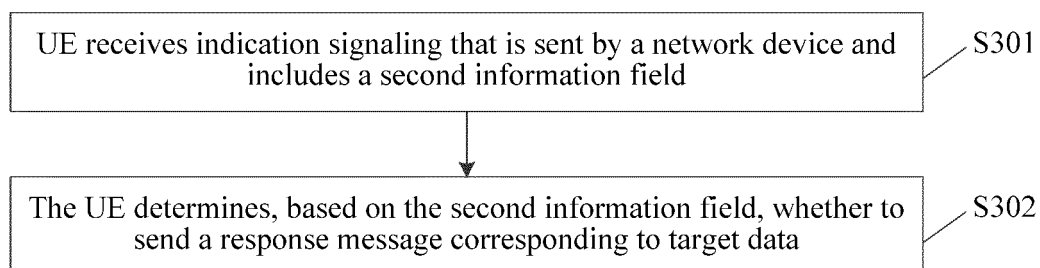 UE receives indication signaling that is sent by a network device and
includes a second information field
S301
The UE determines, based on the second information field, whether to
send a response message corresponding to target data
S302